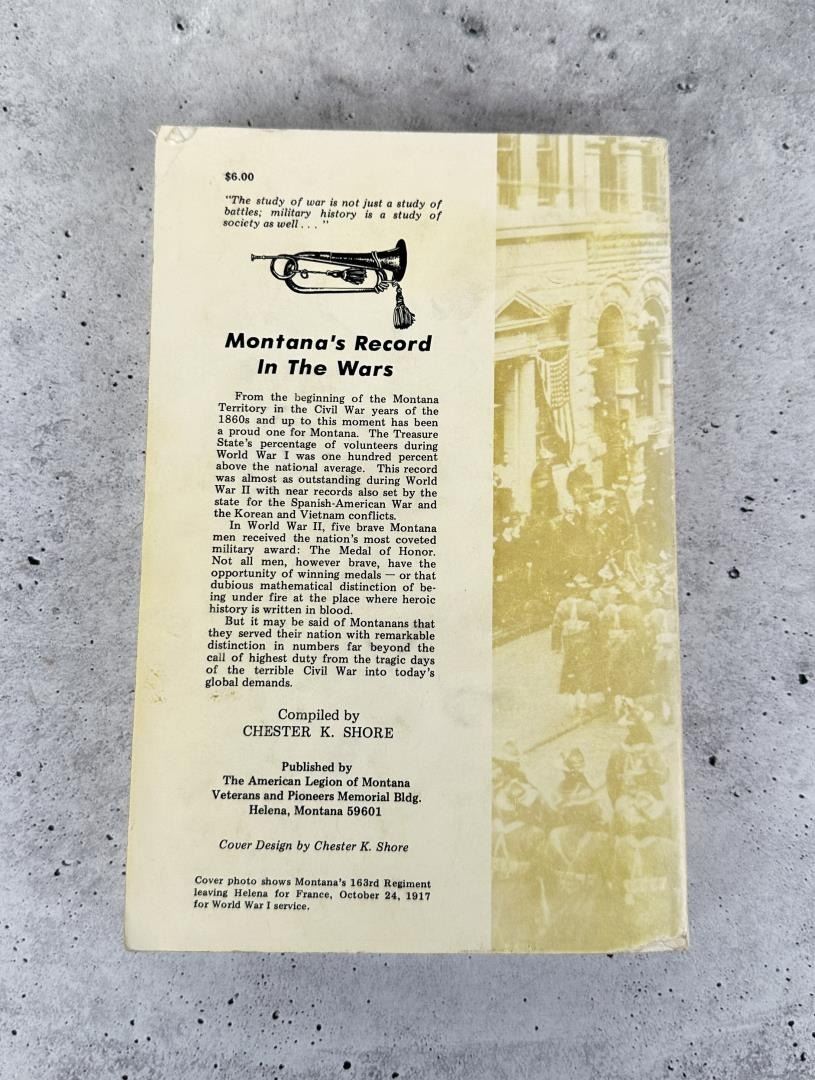 $6.00
"The study of war is not just a study of
battles; military history is a study of
society as well . . . "
Montana's Record
In The Wars
From the beginning of the Montana
Territory in the Civil War years of the
1860s and up to this moment has been
a proud one for Montana. The Treasure
State's percentage of volunteers during
World War I was one hundred percent
above the national average. This record
was almost as outstanding during World
War II with near records also set by the
state for the Spanish-American War and
the Korean and Vietnam conflicts.
In World War II, five brave Montana
men received the nation's most coveted
military award: The Medal of Honor.
Not all men, however brave, have the
opportunity of winning medals — or that
dubious mathematical distinction of be-
ing under fire at the place where heroic
history is written in blood.
But it may be said of Montanans that
they served their nation with remarkable
distinction in numbers far beyond the
call of highest duty from the tragic days
of the terrible Civil War into today's
global demands.
Compiled by
CHESTER K. SHORE
Published by
The American Legion of Montana
Veterans and Pioneers Memorial Bldg.
Helena, Montana 59601
Cover Design by Chester K. Shore
Cover photo shows Montana's 163rd Regiment
leaving Helena for France, October 24, 1917
for World War I service.